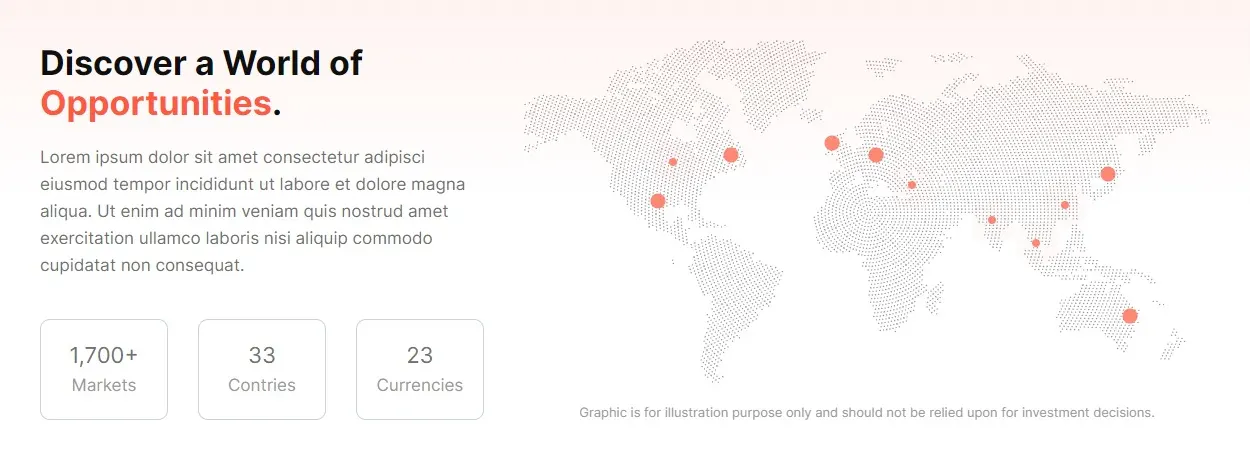 Discover a World of
Opportunities.
Lorem ipsum dolor sit amet consectetur adipisci
eiusmod tempor incididunt ut labore et dolore magna
aliqua. Ut enim ad minim veniam quis nostrud amet
exercitation ullamco laboris nisi aliquip commodo
cupidatat non consequat.
1,700+
Markets
33
Contries
23
Currencies
Graphic is for illustration purpose only and should not be relied upon for investment decisions.